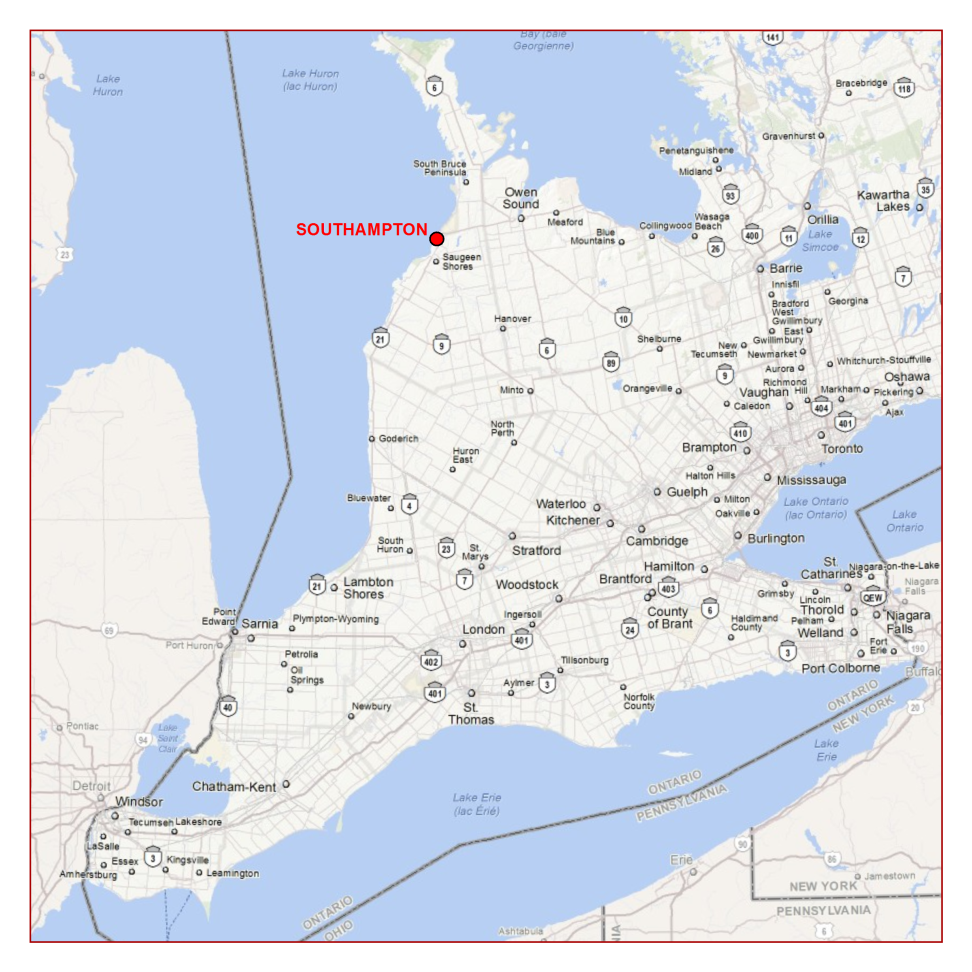 Bay (baie
Georgienne)
141
Lake
Huron
Lake Huron
(lac Huron)
6
Bracebridge
118
Gravenhurst
Penetanguishene
Midland
South Bruce
Peninsula
93
35
Owen
Sound
Kawartha
Lakes
Meaford
Orillia
Wasaga
Beach
Collingwood
Blue
Mountains
SOUTHAMPTON
26
400
11
Lake
Simcoe
12
23
Saugeen
Shores
Barrie
7
Innisfil
Georgina
Bradford
West
Gwillimbury
East
Gwillimbury
Hanover
10
21
9
6
Shelburne
New
Tecumseth
89
Newmarket
Whitchurch-Stouffville
Aurora
9
Oshawa
Richmond
Hill
Minto
Orangeville
Vaughan
Markham
Pickering
Caledon
404
Ajax
401
North
Perth
410
Goderich
Toronto
Brampton
Huron
East
Halton Hills
Mississauga
Guelph
Bluewater
4
Waterloo
Milton
Lake Ontario
(lac Ontario)
Oakville
Lake
Ontario
Kitchener
Cambridge
Burlington
South
Huron
23
St.
Marys
Stratford
7
Hamilton
St.
Catharines
Niagara-on-the-Lake
21
Lambton
Shores
Woodstock
Brantford
403
Grimsby
Lincoln
QEW
Niagara
Falls
Point
Edward
Sarnia
Plympton-Wyoming
Ingersoll
County
of Brant
6
Haldimand
County
Thorold
Pelham
Niagara
Falls
69
Port Huron
London
401
24
Welland
Fort
Erie
190
Petrolia
402
Tillsonburg
3
Port Colborne
Buffalo
Oil
Springs
401
Aylmer
3
Norfolk
County
40
Newbury
St.
Thomas
ONTARIO
NEW YORK
20
Pontiac
94
Lake
Saint
Clair
Lake
Erie
Detroit
Chatham-Kent
Lake Erie
(lac Érié)
ONTARIO
PENNSYLVANIA
Windsor
Tecumseh
Lakeshore
LaSalle
90
Essex
3
Kingsville
Erie
86
Amherstburg
Leamington
Jamestown
NEW YORK
PENNSYLVANIA
ONTARIO
OHIO
Ashtabula
6